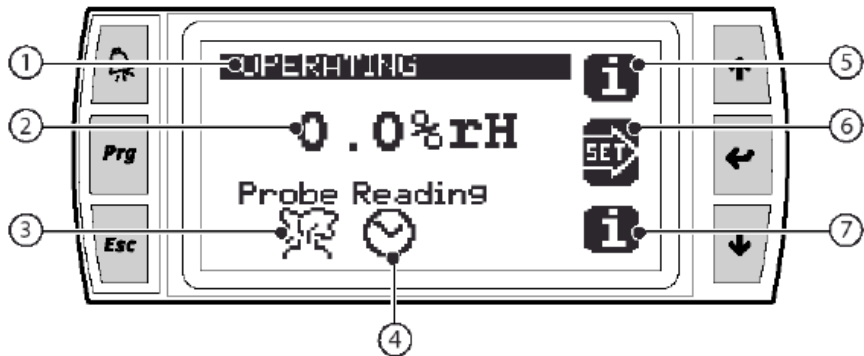 1
OPERATING
5
2
0.0%rH
6
Prg
SET
Probe Reading
3
Esc
i
i
7
4